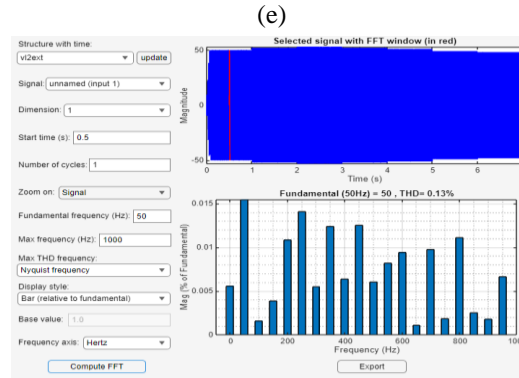 (e)
Structure with time:
vl2ext
update
Signal: unnamed (input 1)
Dimension: 1
Start time (s): 0.5
Number of cycles: 1
Zoom on: Signal
Fundamental frequency (Hz): 50
Max frequency (Hz): 1000
Max THD frequency:
Nyquist frequency
Display style:
Bar (relative to fundamental)
Base value: 1.0
Frequency axis: Hertz
Compute FFT
Selected signal with FFT window (in red)
50
0
-50
Magnitude
0 1 2 3 4 5 6
Time (s)
Fundamental (50Hz) = 50 , THD= 0.13%
0.015
0.01
0.005
0
Mag (% of Fundamental)
0 200 400 600 800 100
Frequency (Hz)
Export